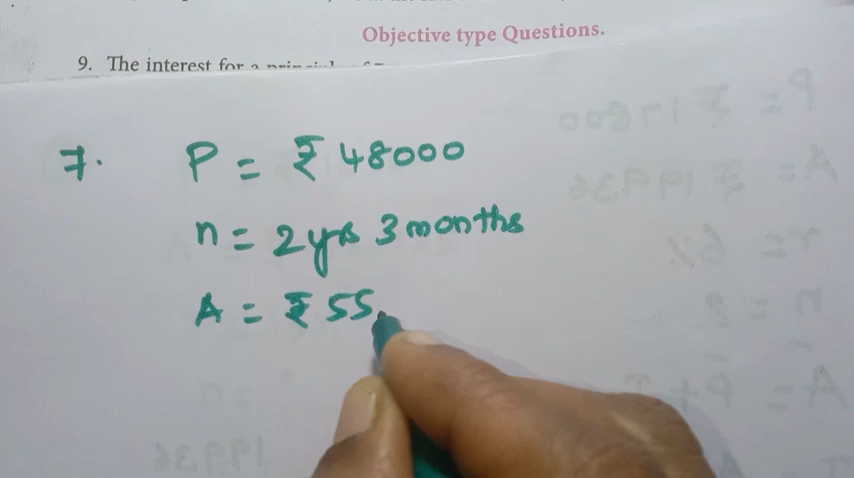 Objective type Questions.
9. The interest for a
7. P = ₹ 48000
n = 2 yrs 3 months
A = ₹ 55